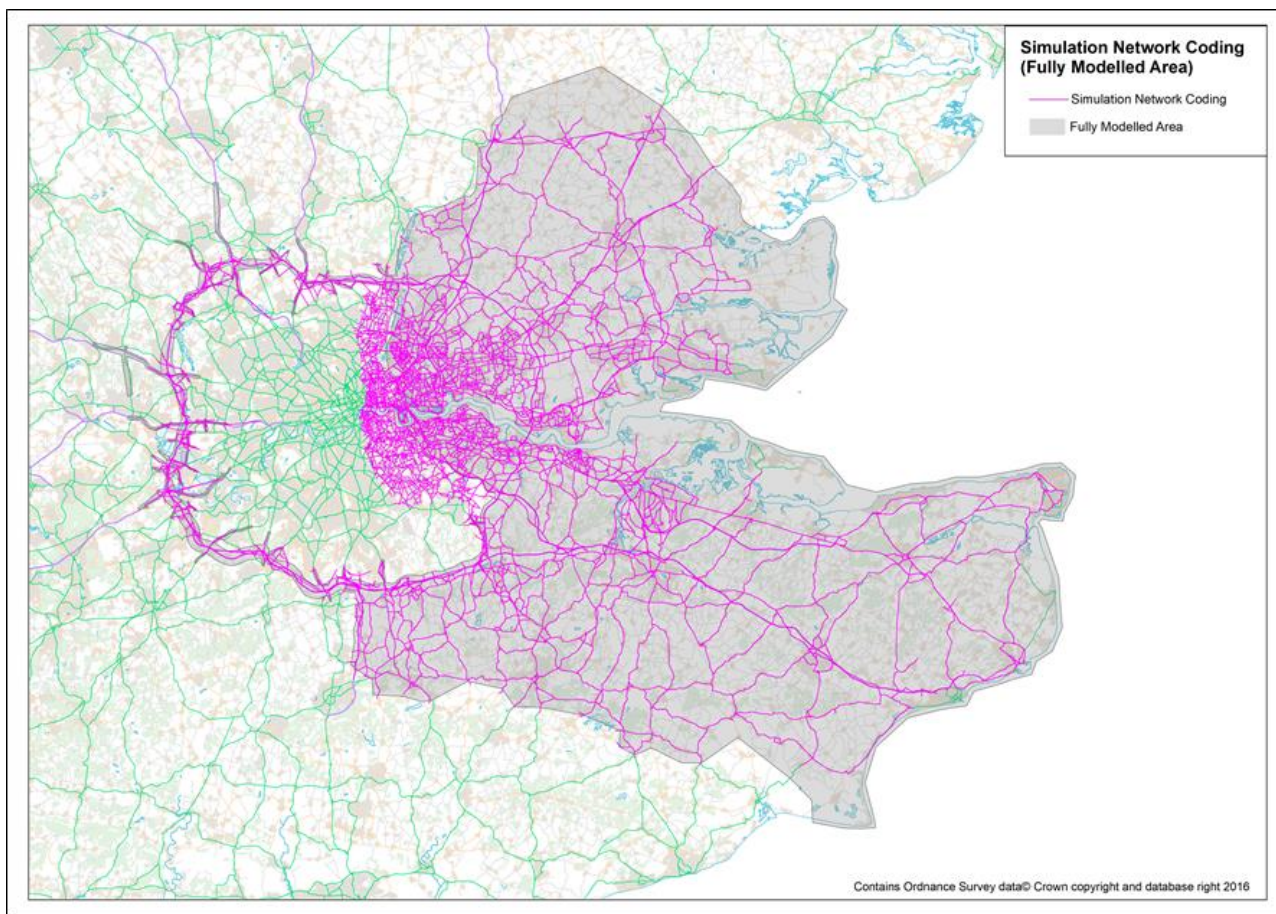 Simulation Network Coding
(Fully Modelled Area)
Simulation Network Coding
Fully Modelled Area
Contains Ordnance Survey data© Crown copyright and database right 2016